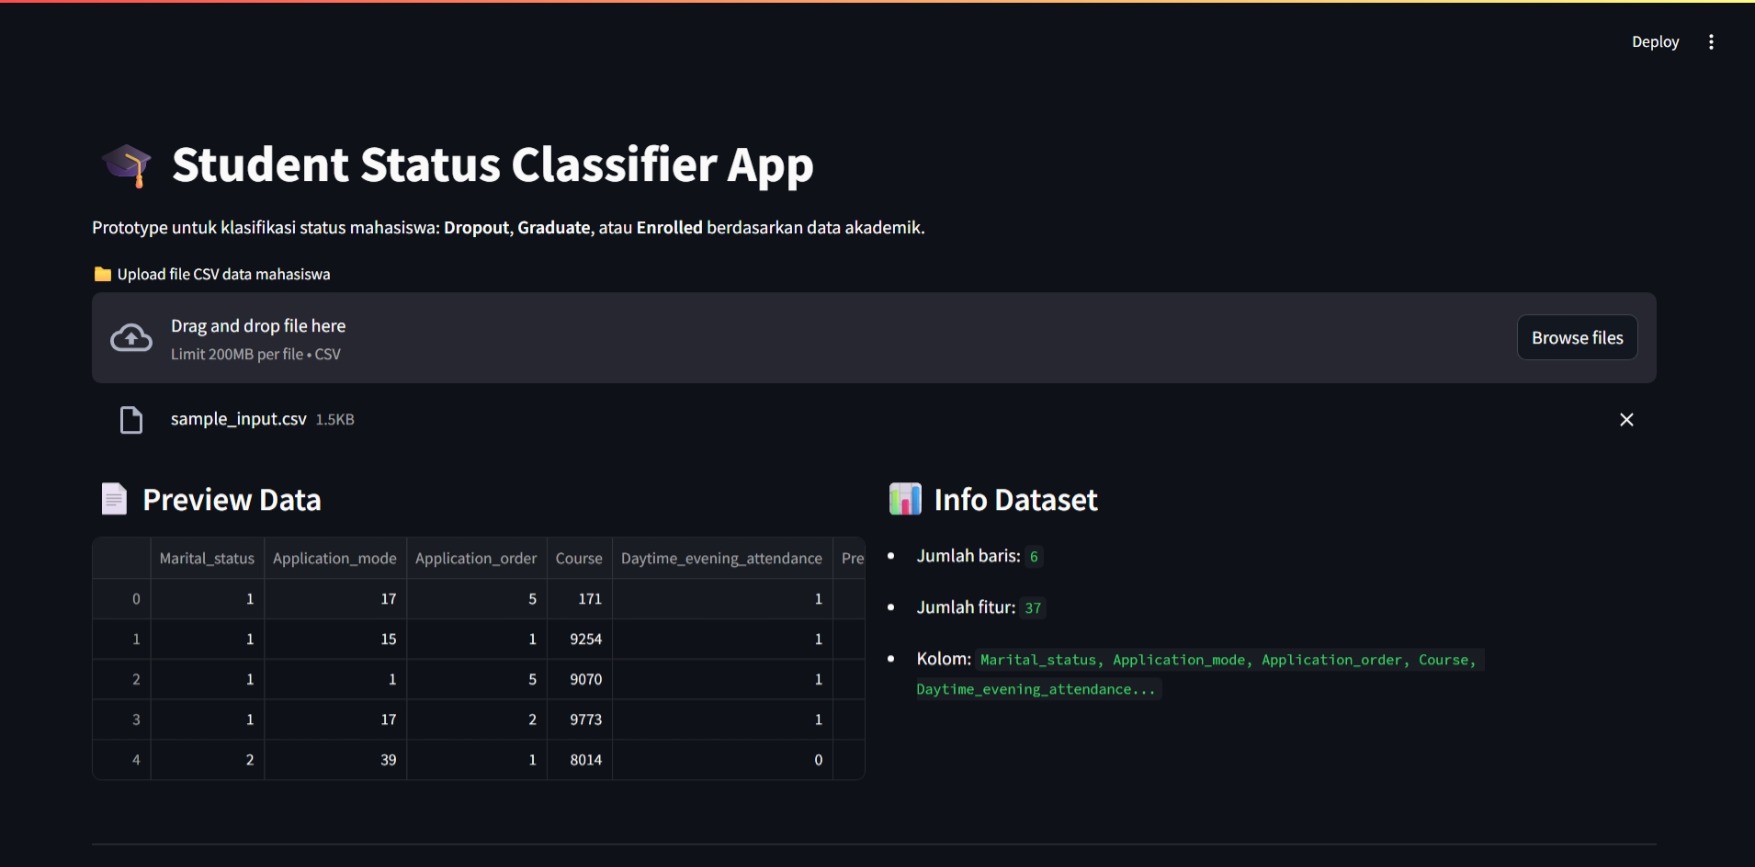 Deploy
Student Status Classifier App
Prototype untuk klasifikasi status mahasiswa: Dropout, Graduate, atau Enrolled berdasarkan data akademik.
Upload file CSV data mahasiswa
Drag and drop file here
Limit 200MB per file • CSV
Browse files
sample_input.csv 1.5KB
Preview Data
Marital_status Application_mode Application_order Course Daytime_evening_attendance Pre
0 1 17 5 171 1
1 1 15 1 9254 1
2 1 1 5 9070 1
3 1 17 2 9773 1
4 2 39 1 8014 0
Info Dataset
• Jumlah baris: 6
• Jumlah fitur: 37
• Kolom: Marital_status, Application_mode, Application_order, Course,
Daytime_evening_attendance...